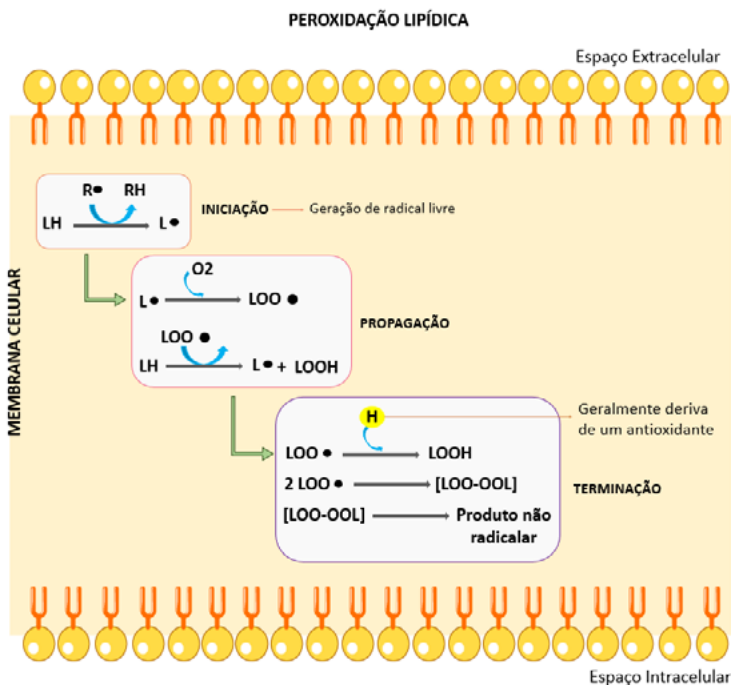 PEROXIDAÇÃO LIPÍDICA
Espaço Extracelular
MEMBRANA CELULAR
R● RH
LH L●
INICIAÇÃO
Geração de radical livre
O2
L● LOO ●
LOO ●
LH L● + LOOH
PROPAGAÇÃO
H
Geralmente deriva
de um antioxidante
LOO ● LOOH
2 LOO ● [LOO-OOL]
[LOO-OOL] Produto não
radicalar
TERMINAÇÃO
Espaço Intracelular